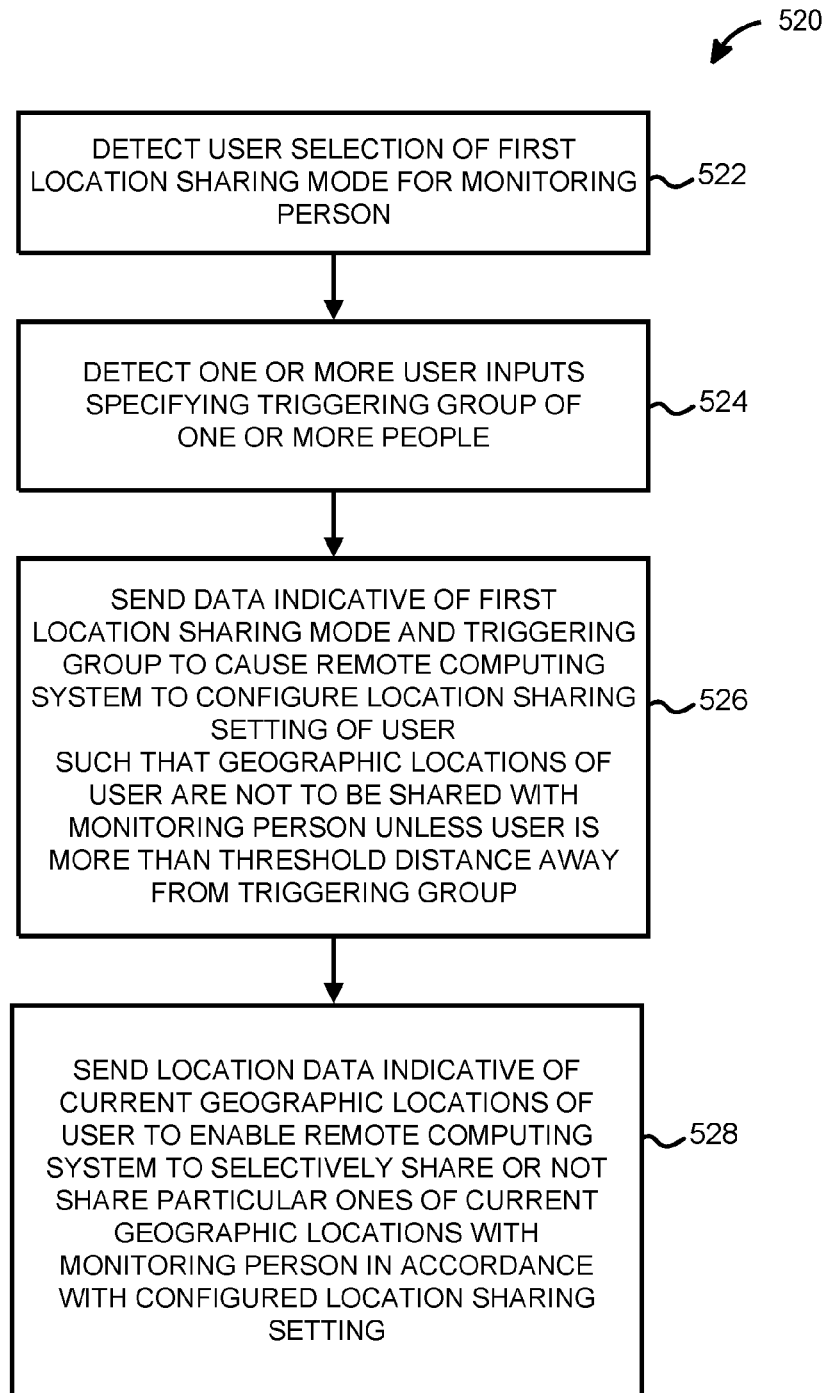 520
DETECT USER SELECTION OF FIRST
LOCATION SHARING MODE FOR MONITORING
PERSON
522
DETECT ONE OR MORE USER INPUTS
SPECIFYING TRIGGERING GROUP OF
ONE OR MORE PEOPLE
524
SEND DATA INDICATIVE OF FIRST
LOCATION SHARING MODE AND TRIGGERING
GROUP TO CAUSE REMOTE COMPUTING
SYSTEM TO CONFIGURE LOCATION SHARING
SETTING OF USER
SUCH THAT GEOGRAPHIC LOCATIONS OF
USER ARE NOT TO BE SHARED WITH
MONITORING PERSON UNLESS USER IS
MORE THAN THRESHOLD DISTANCE AWAY
FROM TRIGGERING GROUP
526
SEND LOCATION DATA INDICATIVE OF
CURRENT GEOGRAPHIC LOCATIONS OF
USER TO ENABLE REMOTE COMPUTING
SYSTEM TO SELECTIVELY SHARE OR NOT
SHARE PARTICULAR ONES OF CURRENT
GEOGRAPHIC LOCATIONS WITH
MONITORING PERSON IN ACCORDANCE
WITH CONFIGURED LOCATION SHARING
SETTING
528